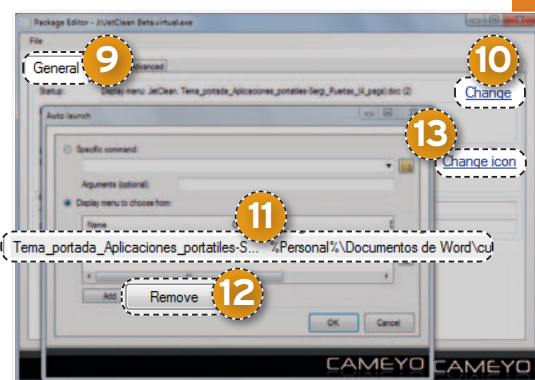 Package Editor - J:\JetClean Beta.virtual.exe
File
General 9 Advanced 10
Startup: Display menu: JetClean, Tema_portada_Aplicaciones_portatiles-Sergi_Puertas_(4_pags).doc (2) Change
Auto launch
13
Specific command:
Change icon
Arguments (optional):
Display menu to choose from:
11
Name
Tema_portada_Aplicaciones_portatiles-S... %Personal%\Documentos de Word\cu
Add Remove 12
OK Cancel
CAMEYO CAMEYO